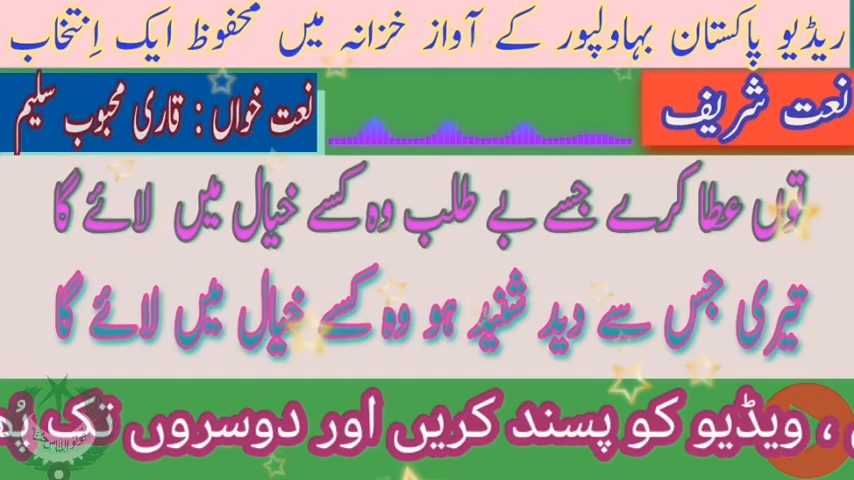 ریڈیو پاکستان بہاولپور کے آواز خزانہ میں محفوظ ایک اِنتخاب
نعت شریف
نعت خواں : قاری محبوب سلیم
توں عطا کرے جسے بے طلب وہ کسے خیال میں لائے گا
تیری جس سے دید شنید ہو وہ کسے خیال میں لائے گا
، ویڈیو کو پسند کریں اور دوسروں تک